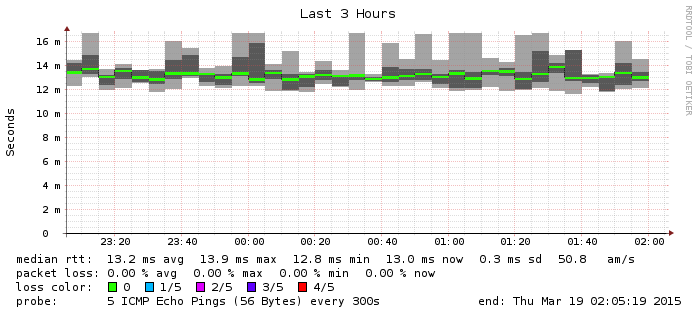 Last 3 Hours
RRDTOOL / TOBI OETIKER
Seconds
16 m
14 m
12 m
10 m
8 m
6 m
4 m
2 m
0
23:20 23:40 00:00 00:20 00:40 01:00 01:20 01:40 02:00
median rtt: 13.2 ms avg 13.9 ms max 12.8 ms min 13.0 ms now 0.3 ms sd 50.8 am/s
packet loss: 0.00 % avg 0.00 % max 0.00 % min 0.00 % now
loss color: 0 1/5 2/5 3/5 4/5
probe: 5 ICMP Echo Pings (56 Bytes) every 300s end: Thu Mar 19 02:05:19 2015